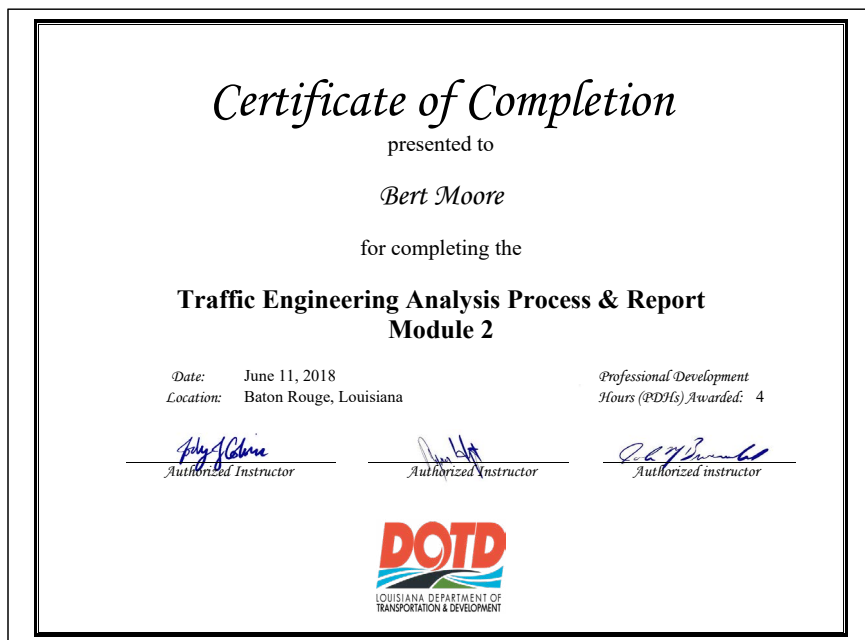 Certificate of Completion
presented to
Bert Moore
for completing the
Traffic Engineering Analysis Process & Report
Module 2
Date: June 11, 2018
Location: Baton Rouge, Louisiana
Professional Development
Hours (PDHs) Awarded: 4
Authorized Instructor
Authorized Instructor
Authorized instructor
DOTD
LOUISIANA DEPARTMENT OF
TRANSPORTATION & DEVELOPMENT